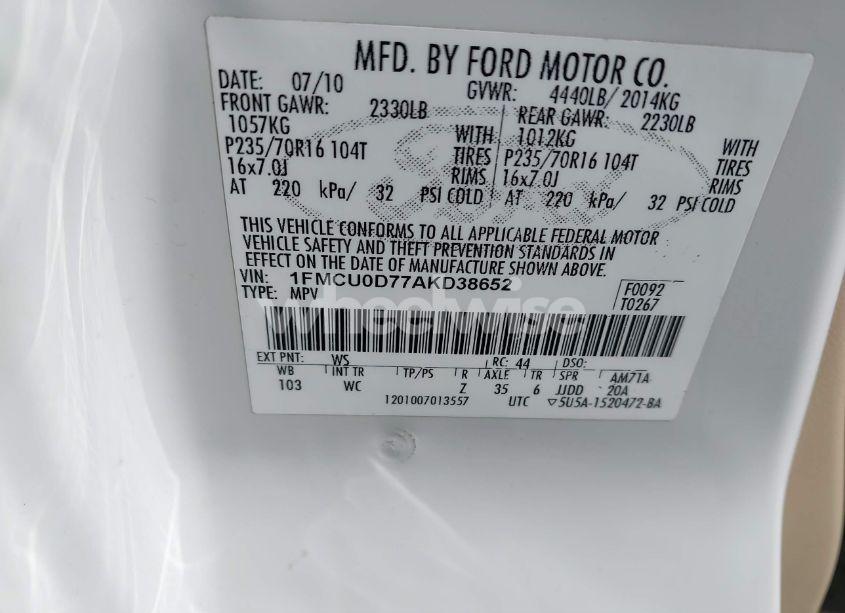 MFD. BY FORD MOTOR CO.
DATE: 07/10 GVWR: 4440LB/ 2014KG
FRONT GAWR: 2330LB REAR GAWR: 2230LB
1057KG WITH 1012KG WITH
P235/70R16 104T TIRES P235/70R16 104T TIRES
16x7.0J RIMS 16x7.0J RIMS
AT 220 kPa/ 32 PSI COLD AT 220 kPa/ 32 PSI COLD
THIS VEHICLE CONFORMS TO ALL APPLICABLE FEDERAL MOTOR
VEHICLE SAFETY AND THEFT PREVENTION STANDARDS IN
EFFECT ON THE DATE OF MANUFACTURE SHOWN ABOVE.
VIN: 1FMCU0D77AKD38652 F0092
TYPE: MPV T0267
wheelwise
EXT PNT: WS RC: 44 DSO:
WB INT TR TP/PS R AXLE TR SPR AM71A
103 WC Z 35 6 JJDD 20A
1201007013557 UTC ▽5U5A-1520472-BA